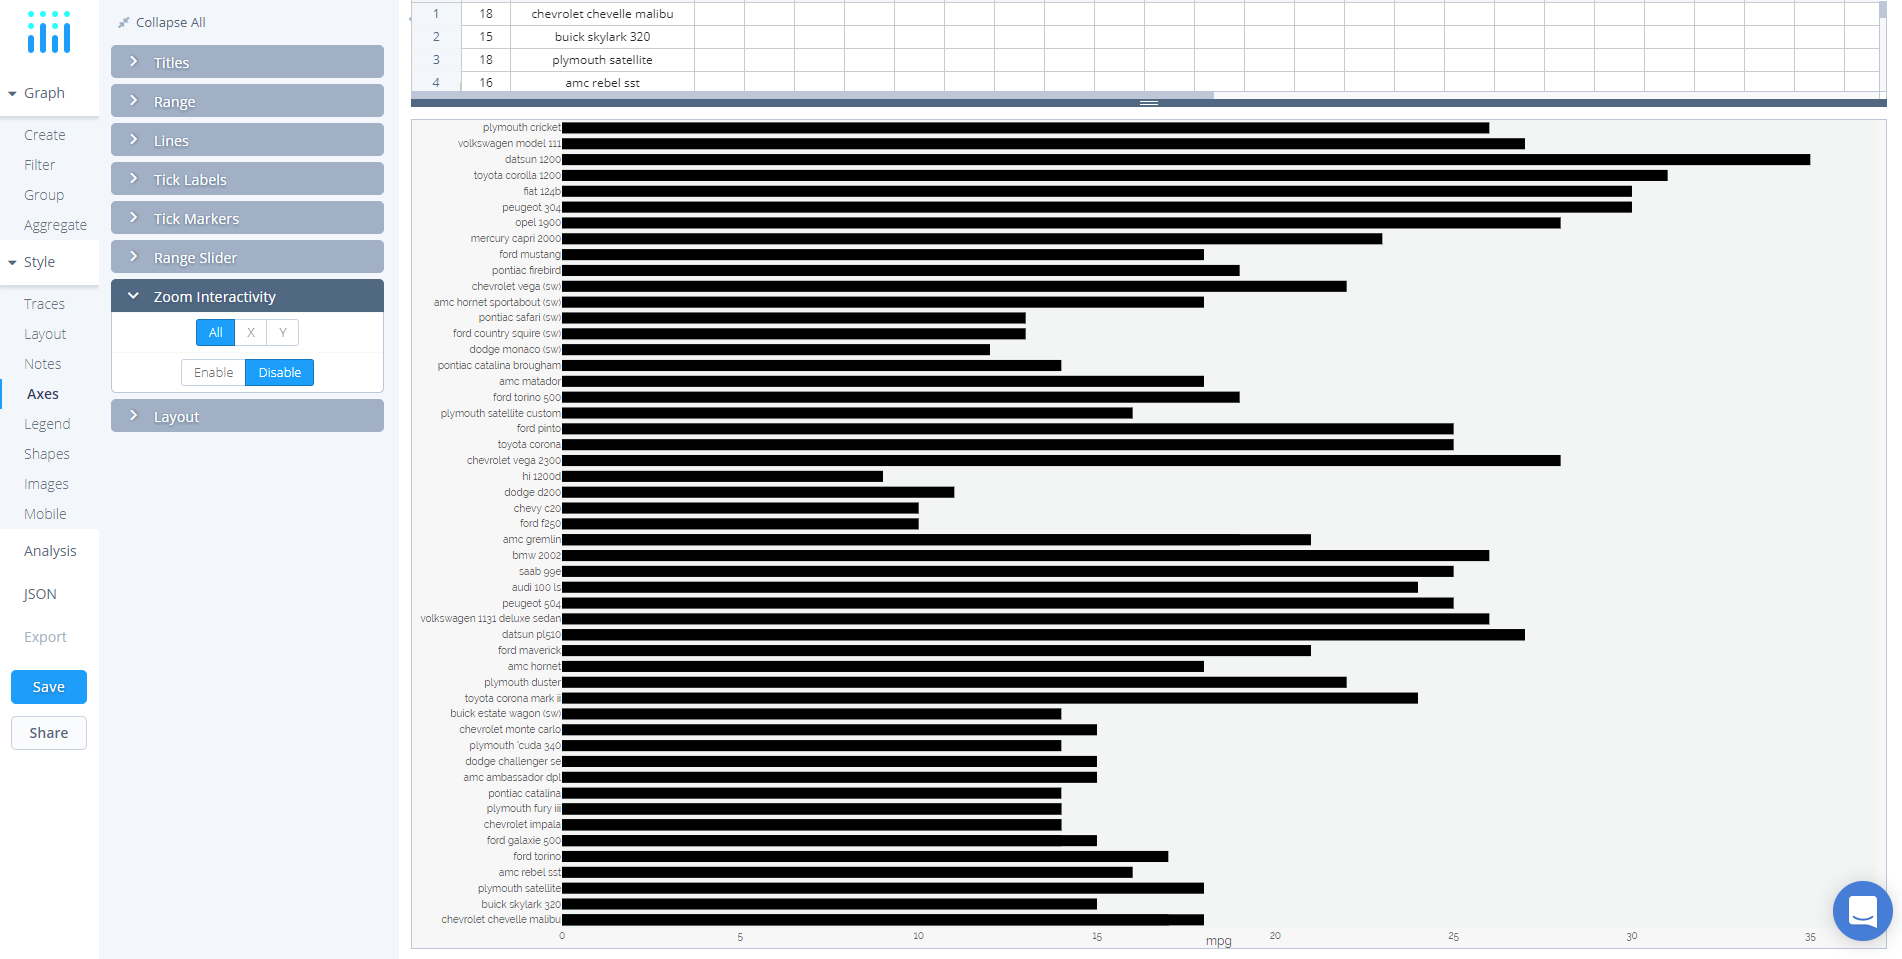 Graph
Create
Filter
Group
Aggregate
Style
Traces
Layout
Notes
Axes
Legend
Shapes
Images
Mobile
Analysis
JSON
Export
Save
Share
Collapse All
Titles
Range
Lines
Tick Labels
Tick Markers
Range Slider
Zoom Interactivity
All X Y
Enable Disable
Layout
1 18 chevrolet chevelle malibu
2 15 buick skylark 320
3 18 plymouth satellite
4 16 amc rebel sst
plymouth cricket
volkswagen model 111
datsun 1200
toyota corolla 1200
fiat 124b
peugeot 304
opel 1900
mercury capri 2000
ford mustang
pontiac firebird
chevrolet vega (sw)
amc hornet sportabout (sw)
pontiac safari (sw)
ford country squire (sw)
dodge monaco (sw)
pontiac catalina brougham
amc matador
ford torino 500
plymouth satellite custom
ford pinto
toyota corona
chevrolet vega 2300
hi 1200d
dodge d200
chevy c20
ford f250
amc gremlin
bmw 2002
saab 99e
audi 100 ls
peugeot 504
volkswagen 1131 deluxe sedan
datsun pl510
ford maverick
amc hornet
plymouth duster
toyota corona mark ii
buick estate wagon (sw)
chevrolet monte carlo
plymouth 'cuda 340
dodge challenger se
amc ambassador dpl
pontiac catalina
plymouth fury iii
chevrolet impala
ford galaxie 500
ford torino
amc rebel sst
plymouth satellite
buick skylark 320
chevrolet chevelle malibu
0 5 10 15 20 25 30 35
mpg